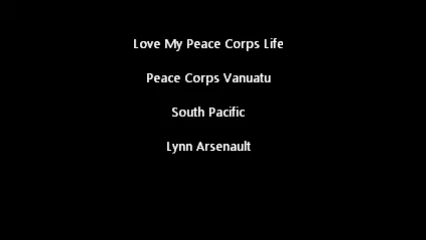 Love My Peace Corps Life
Peace Corps Vanuatu
South Pacific
Lynn Arsenault